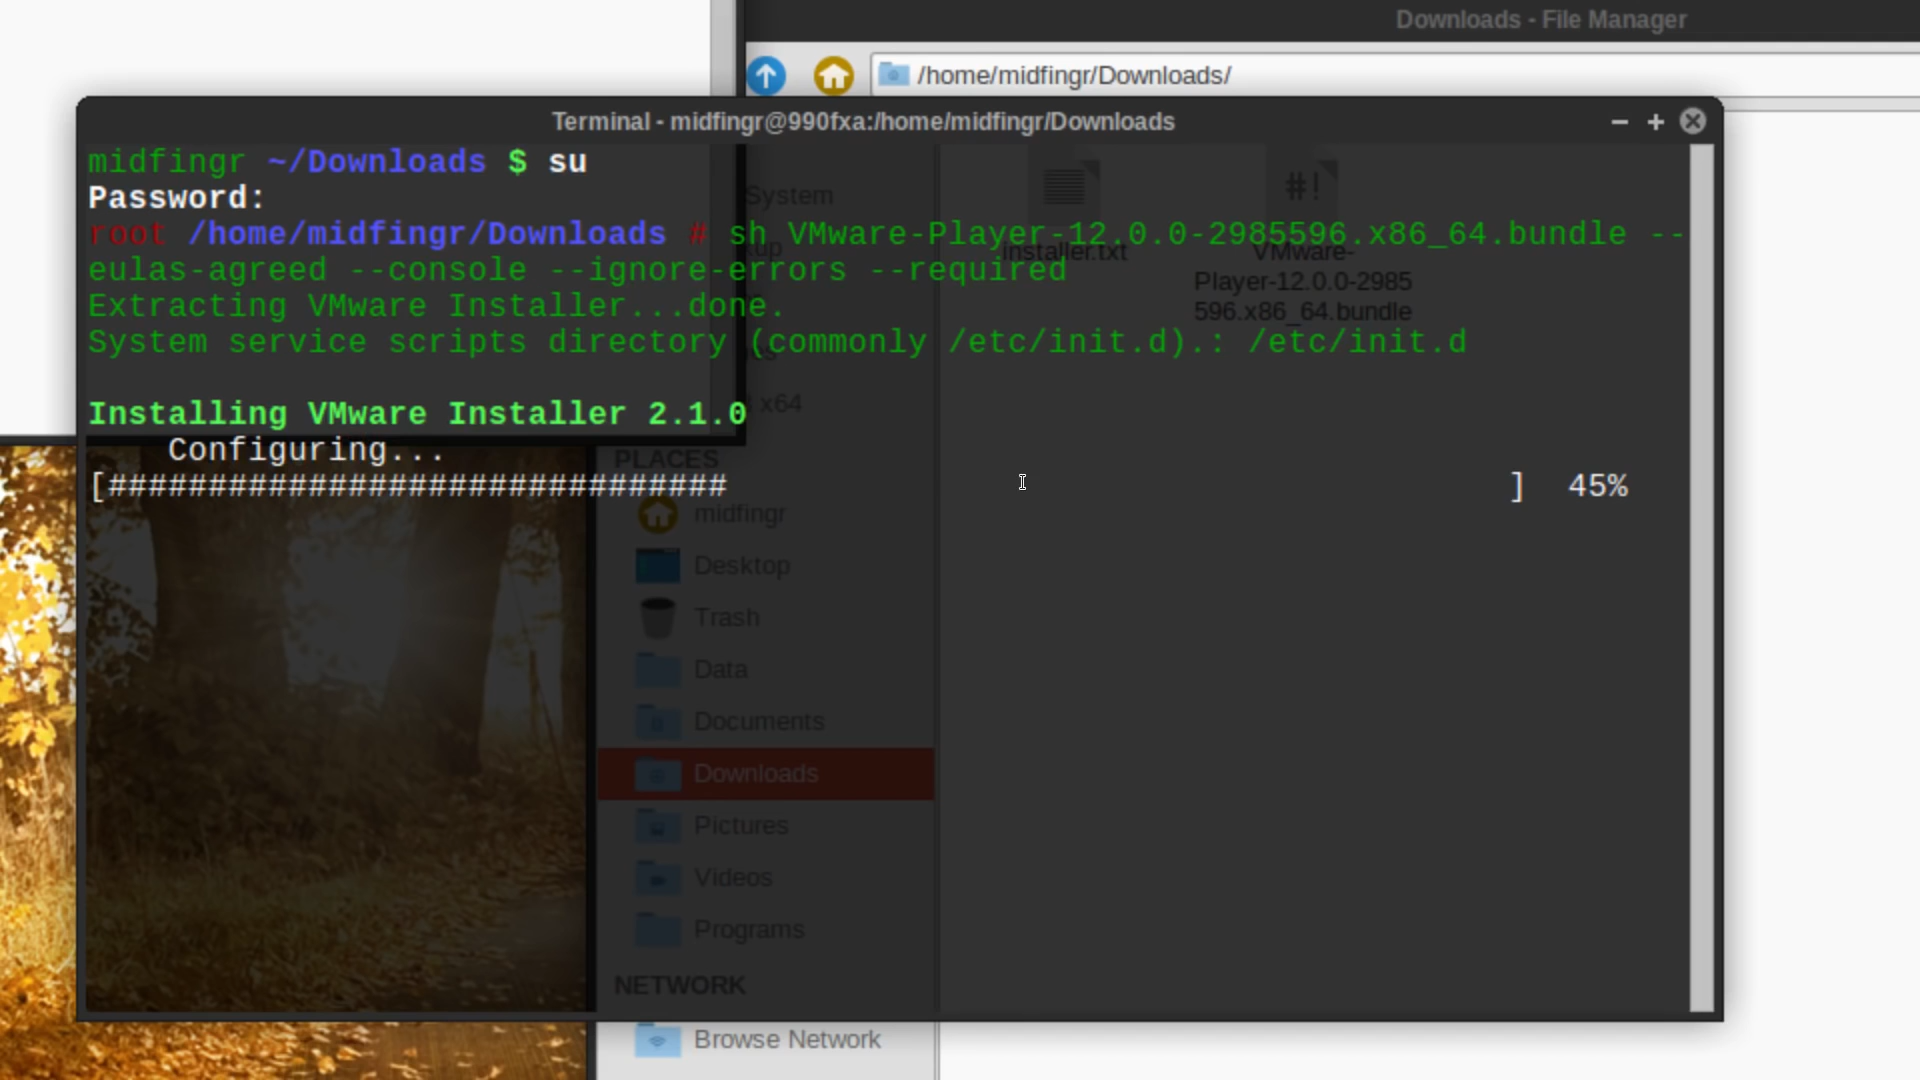 Downloads - File Manager
/home/midfingr/Downloads/
Terminal - midfingr@990fxa:/home/midfingr/Downloads
midfingr ~/Downloads $ su
Password:
root /home/midfingr/Downloads # sh VMware-Player-12.0.0-2985596.x86_64.bundle --
eulas-agreed --console --ignore-errors --required
Extracting VMware Installer...done.
System service scripts directory (commonly /etc/init.d).: /etc/init.d
Installing VMware Installer 2.1.0
Configuring...
[############################### ] 45%
System
x64
installer.txt
#!
VMware-
Player-12.0.0-2985
596.x86_64.bundle
PLACES
midfingr
Desktop
Trash
Data
Documents
Downloads
Pictures
Videos
Programs
NETWORK
Browse Network